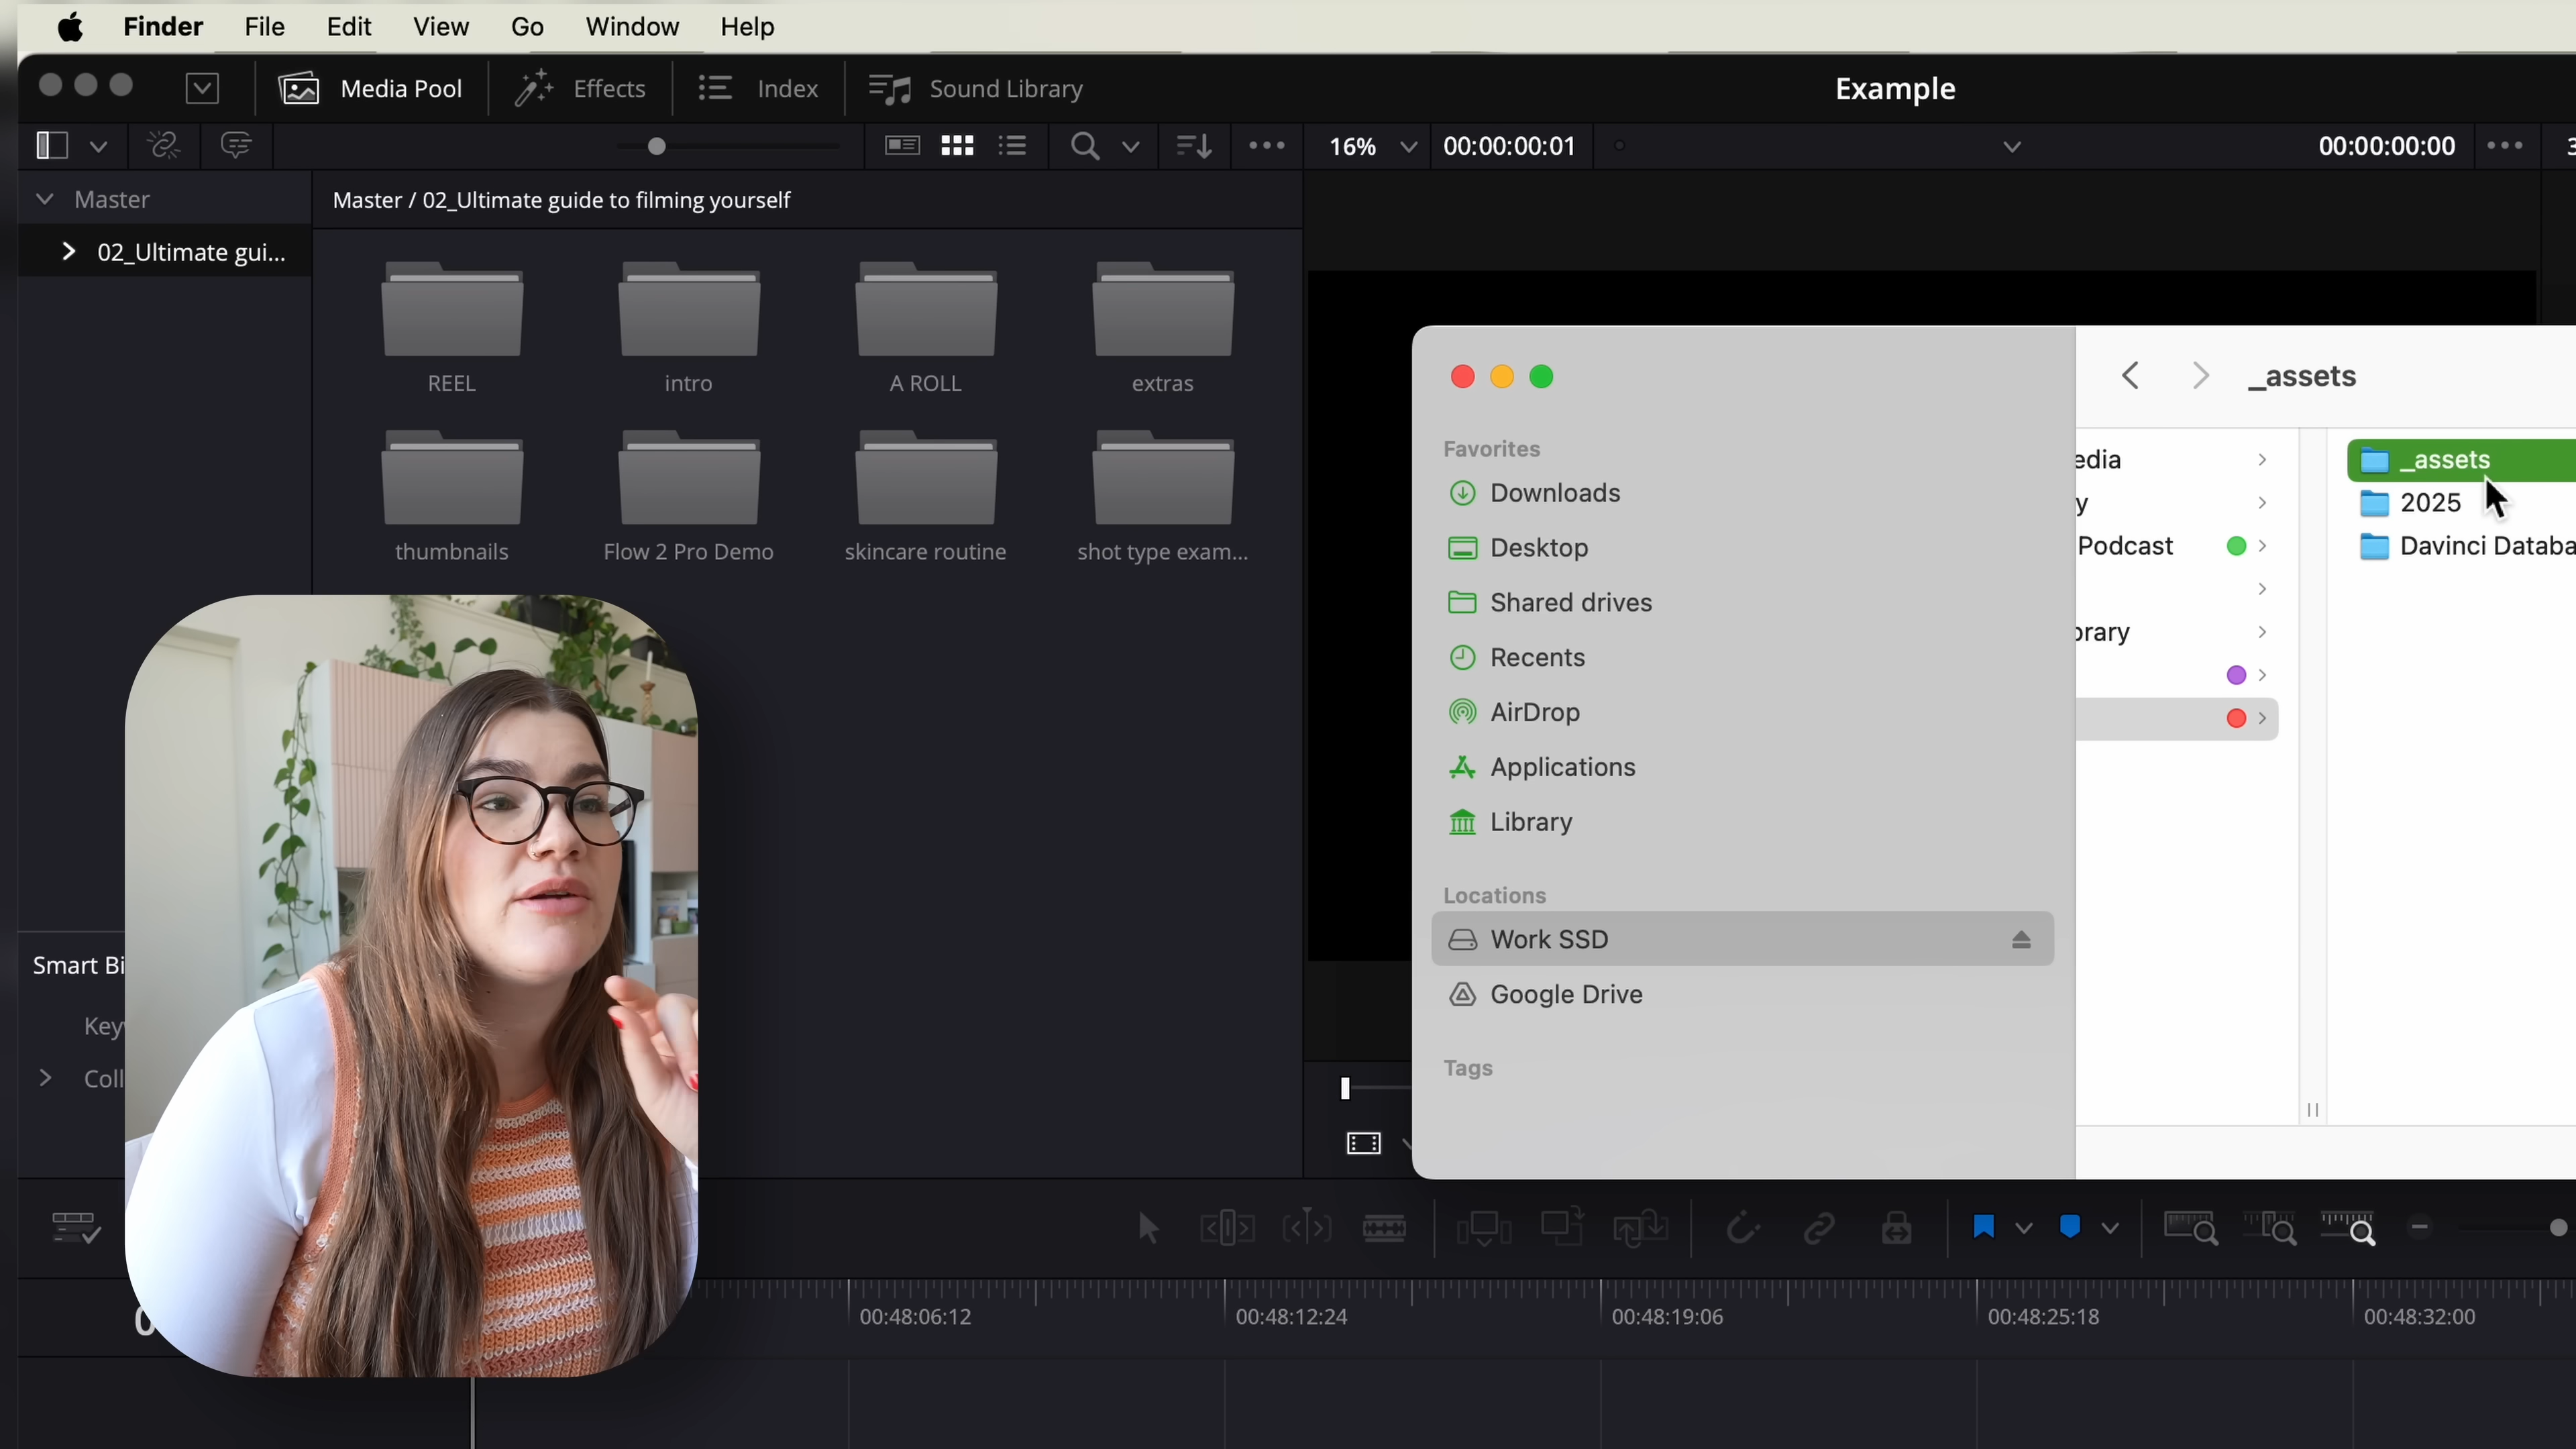 Finder File Edit View Go Window Help
Media Pool Effects Index Sound Library Example
16% 00:00:00:01 00:00:00:00
Master
Master / 02_Ultimate guide to filming yourself
02_Ultimate gui...
REEL intro A ROLL extras
thumbnails Flow 2 Pro Demo skincare routine shot type exam...
_assets
Favorites
Downloads
Desktop
Shared drives
Recents
AirDrop
Applications
Library
Locations
Work SSD
Google Drive
Tags
edia
y
Podcast
brary
_assets
2025
Davinci Databa
Smart Bi
Key
Coll
00:48:06:12 00:48:12:24 00:48:19:06 00:48:25:18 00:48:32:00